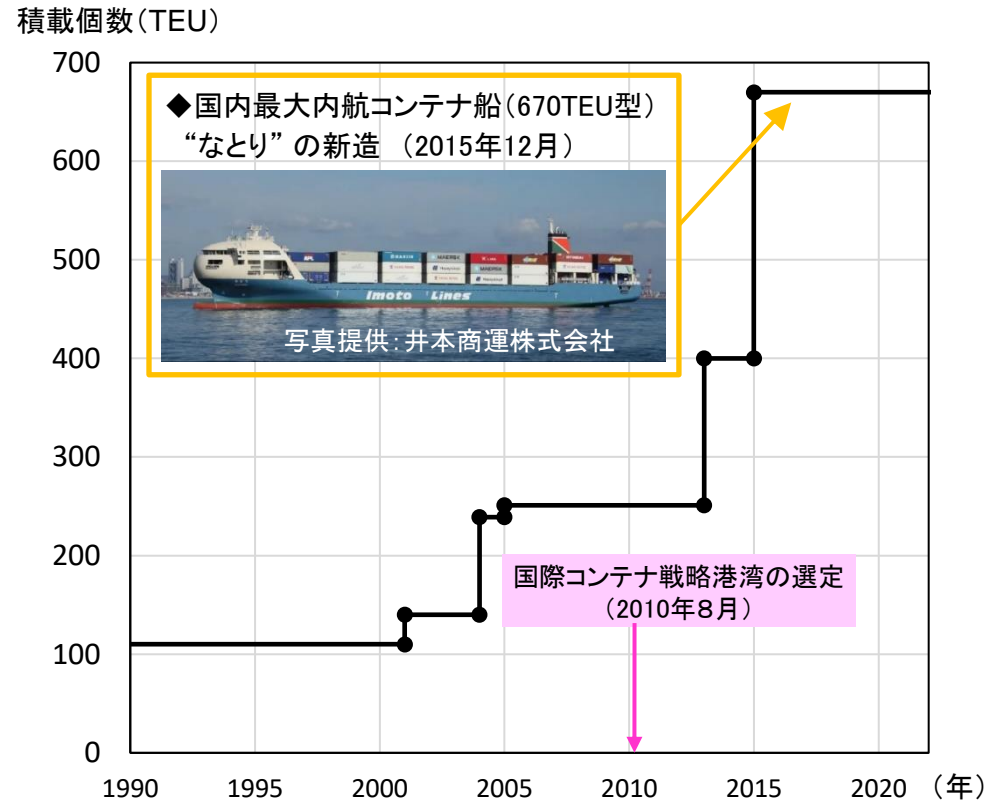 積載個数（TEU）
700
600
500
400
300
200
100
0
◆国内最大内航コンテナ船（670TEU型）
“なとり” の新造 （2015年12月）
Imoto Lines
写真提供：井本商運株式会社
国際コンテナ戦略港湾の選定
（2010年８月）
1990 1995 2000 2005 2010 2015 2020 （年）